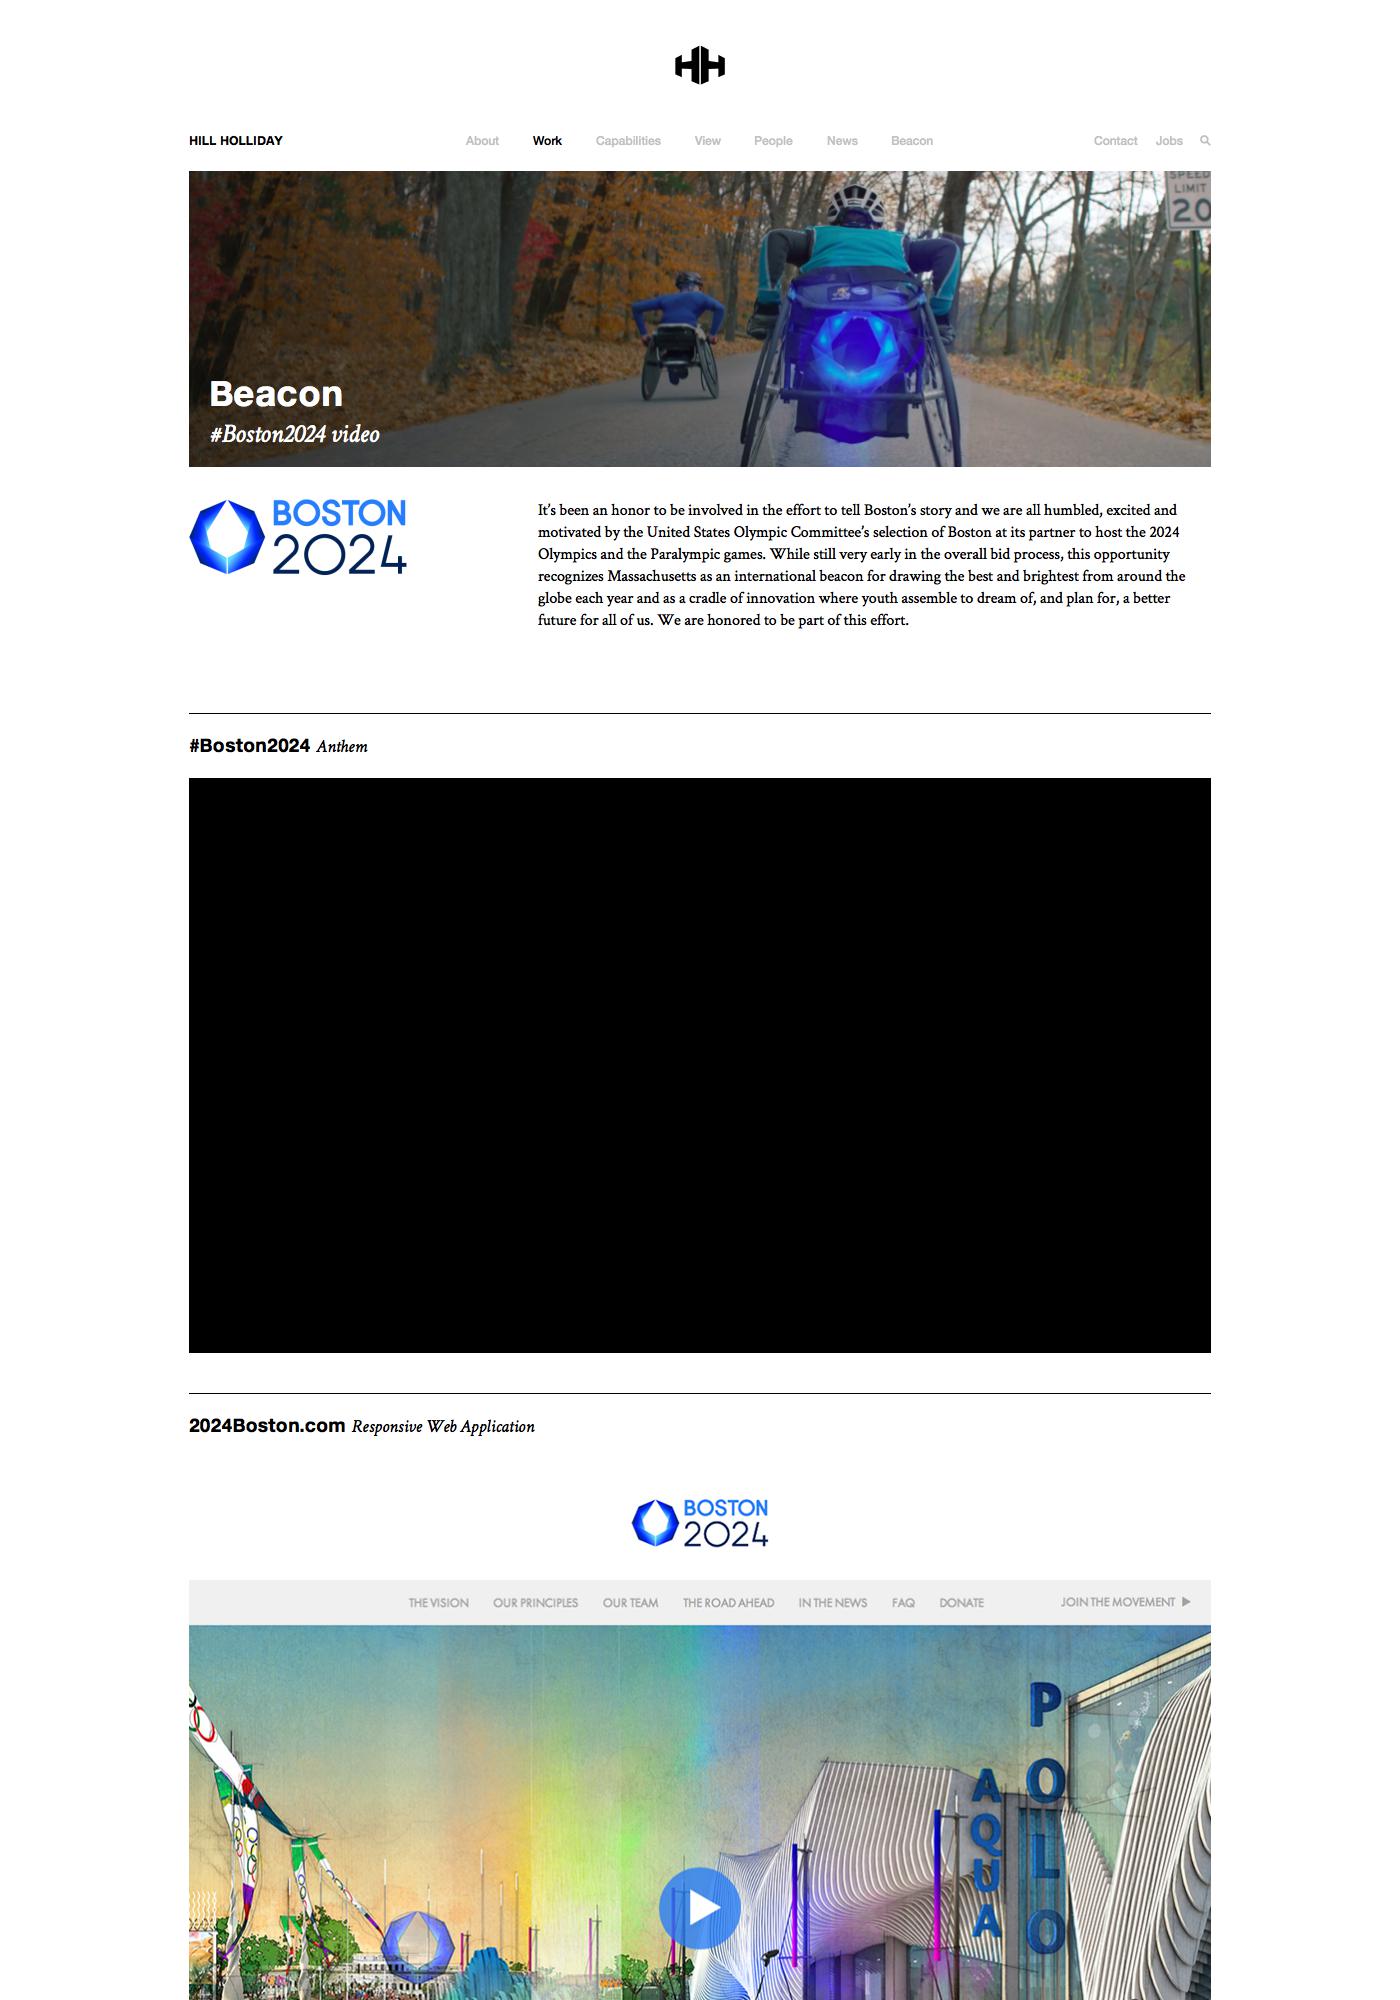 HILL HOLLIDAY
About Work Capabilities View People News Beacon
Contact Jobs
SPEED
LIMIT
20
Beacon
#Boston2024 video
BOSTON
2024
It's been an honor to be involved in the effort to tell Boston's story and we are all humbled, excited and
motivated by the United States Olympic Committee's selection of Boston at its partner to host the 2024
Olympics and the Paralympic games. While still very early in the overall bid process, this opportunity
recognizes Massachusetts as an international beacon for drawing the best and brightest from around the
globe each year and as a cradle of innovation where youth assemble to dream of, and plan for, a better
future for all of us. We are honored to be part of this effort.
#Boston2024 Anthem
2024Boston.com Responsive Web Application
BOSTON
2024
THE VISION OUR PRINCIPLES OUR TEAM THE ROAD AHEAD IN THE NEWS FAQ DONATE JOIN THE MOVEMENT
AQUA
POLO